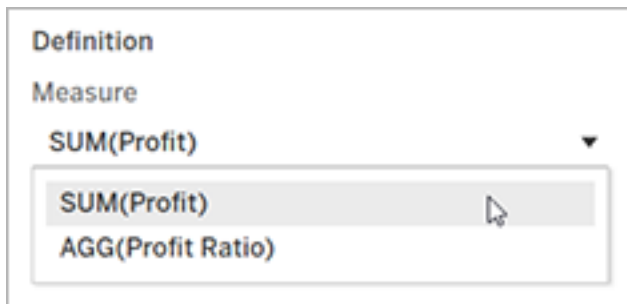 Definition
Measure
SUM(Profit)
SUM(Profit)
AGG(Profit Ratio)